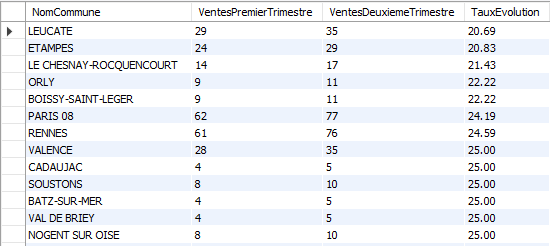 NomCommune VentesPremierTrimestre VentesDeuxiemeTrimestre TauxEvolution
LEUCATE 29 35 20.69
ETAMPES 24 29 20.83
LE CHESNAY-ROCQUENCOURT 14 17 21.43
ORLY 9 11 22.22
BOISSY-SAINT-LEGER 9 11 22.22
PARIS 08 62 77 24.19
RENNES 61 76 24.59
VALENCE 28 35 25.00
CADAUJAC 4 5 25.00
SOUSTONS 8 10 25.00
BATZ-SUR-MER 4 5 25.00
VAL DE BRIEY 4 5 25.00
NOGENT SUR OISE 8 10 25.00